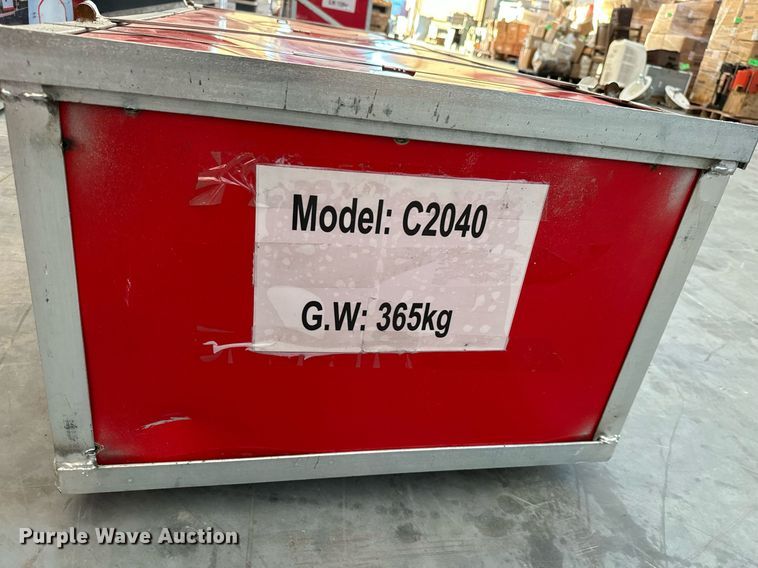 Model: C2040
G.W: 365kg
Purple Wave Auction®